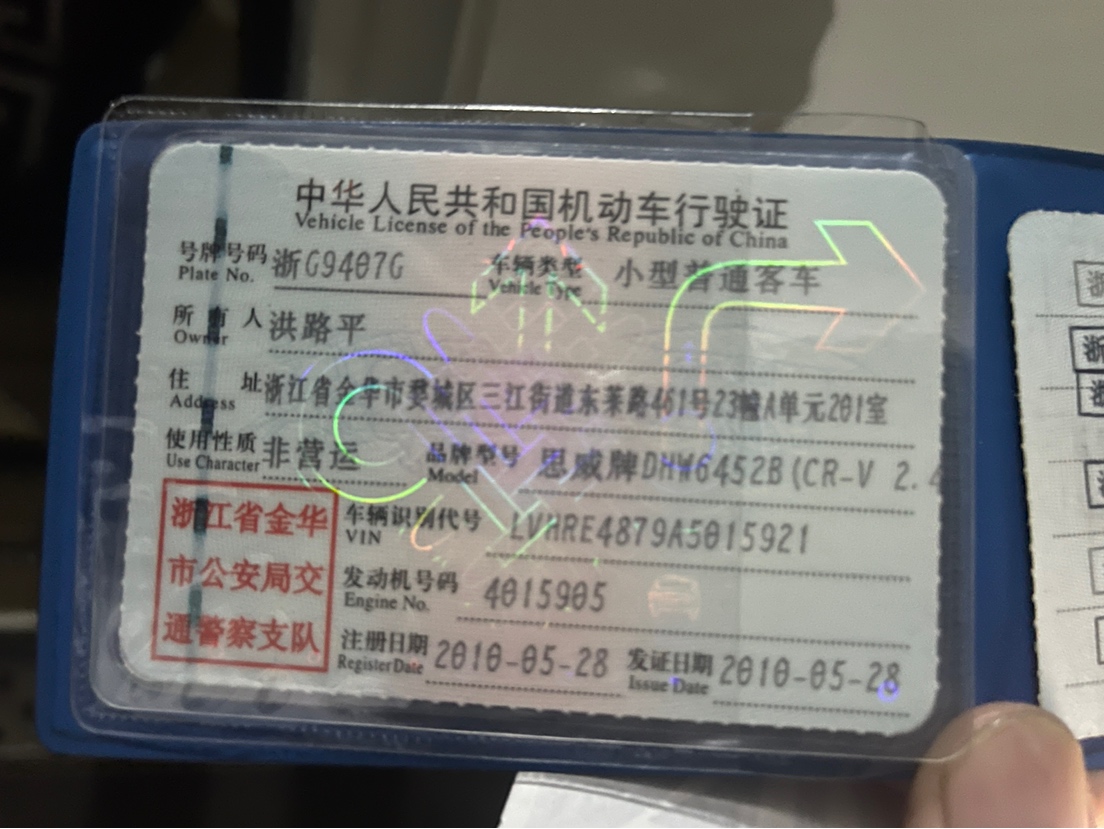 中华人民共和国机动车行驶证
Vehicle License of the People's Republic of China
号牌号码 浙G9407G 车辆类型 小型普通客车
Plate No. Vehicle Type
所有人 洪路平
Owner
住址 浙江省金华市婺城区三江街道东莱路461号23幢A单元201室
Address
使用性质 非营运 品牌型号 思威牌DHW6452B(CR-V 2.4
Use Character Model
浙江省金华
市公安局交
通警察支队
车辆识别代号 LVHRE4879A5015921
VIN
发动机号码 4015905
Engine No.
注册日期 2010-05-28 发证日期 2010-05-28
Register Date Issue Date
浙